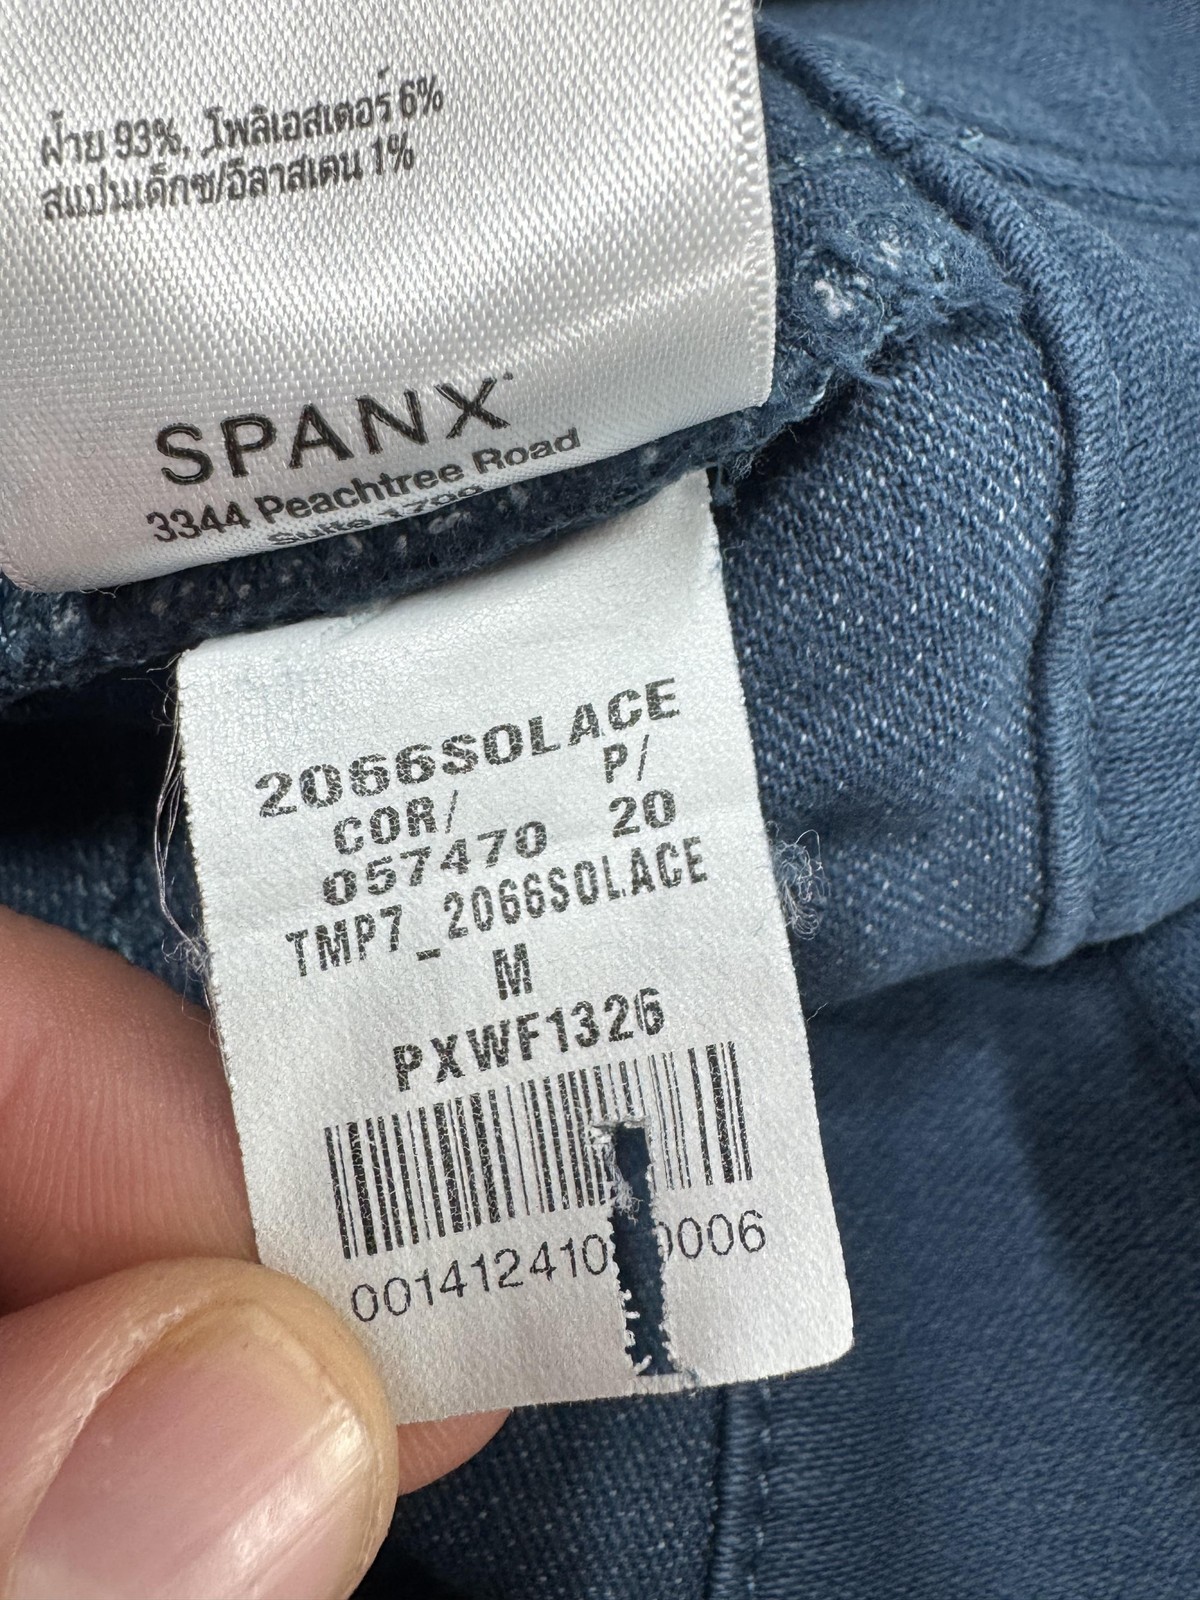 ฝ้าย 93%, โพลิเอสเตอร์ 6%
สแปนเด็กซ์/อีลาสเตน 1%
SPANX
3344 Peachtree Road
Suite 1700
2066SOLACE
COR/ P/
057470 20
TMP7_2066SOLACE
M
PXWF1326